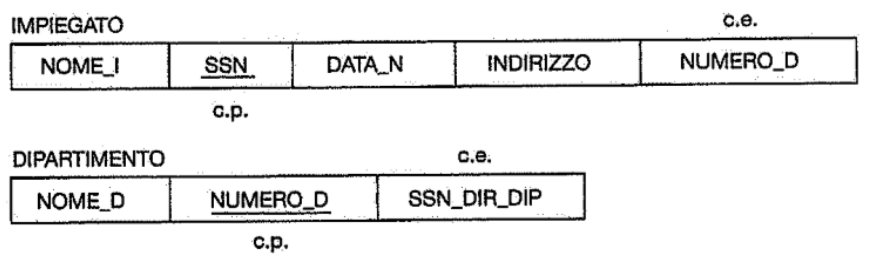 IMPIEGATO c.e.
NOME_I SSN DATA_N INDIRIZZO NUMERO_D
c.p.
DIPARTIMENTO c.e.
NOME_D NUMERO_D SSN_DIR_DIP
c.p.